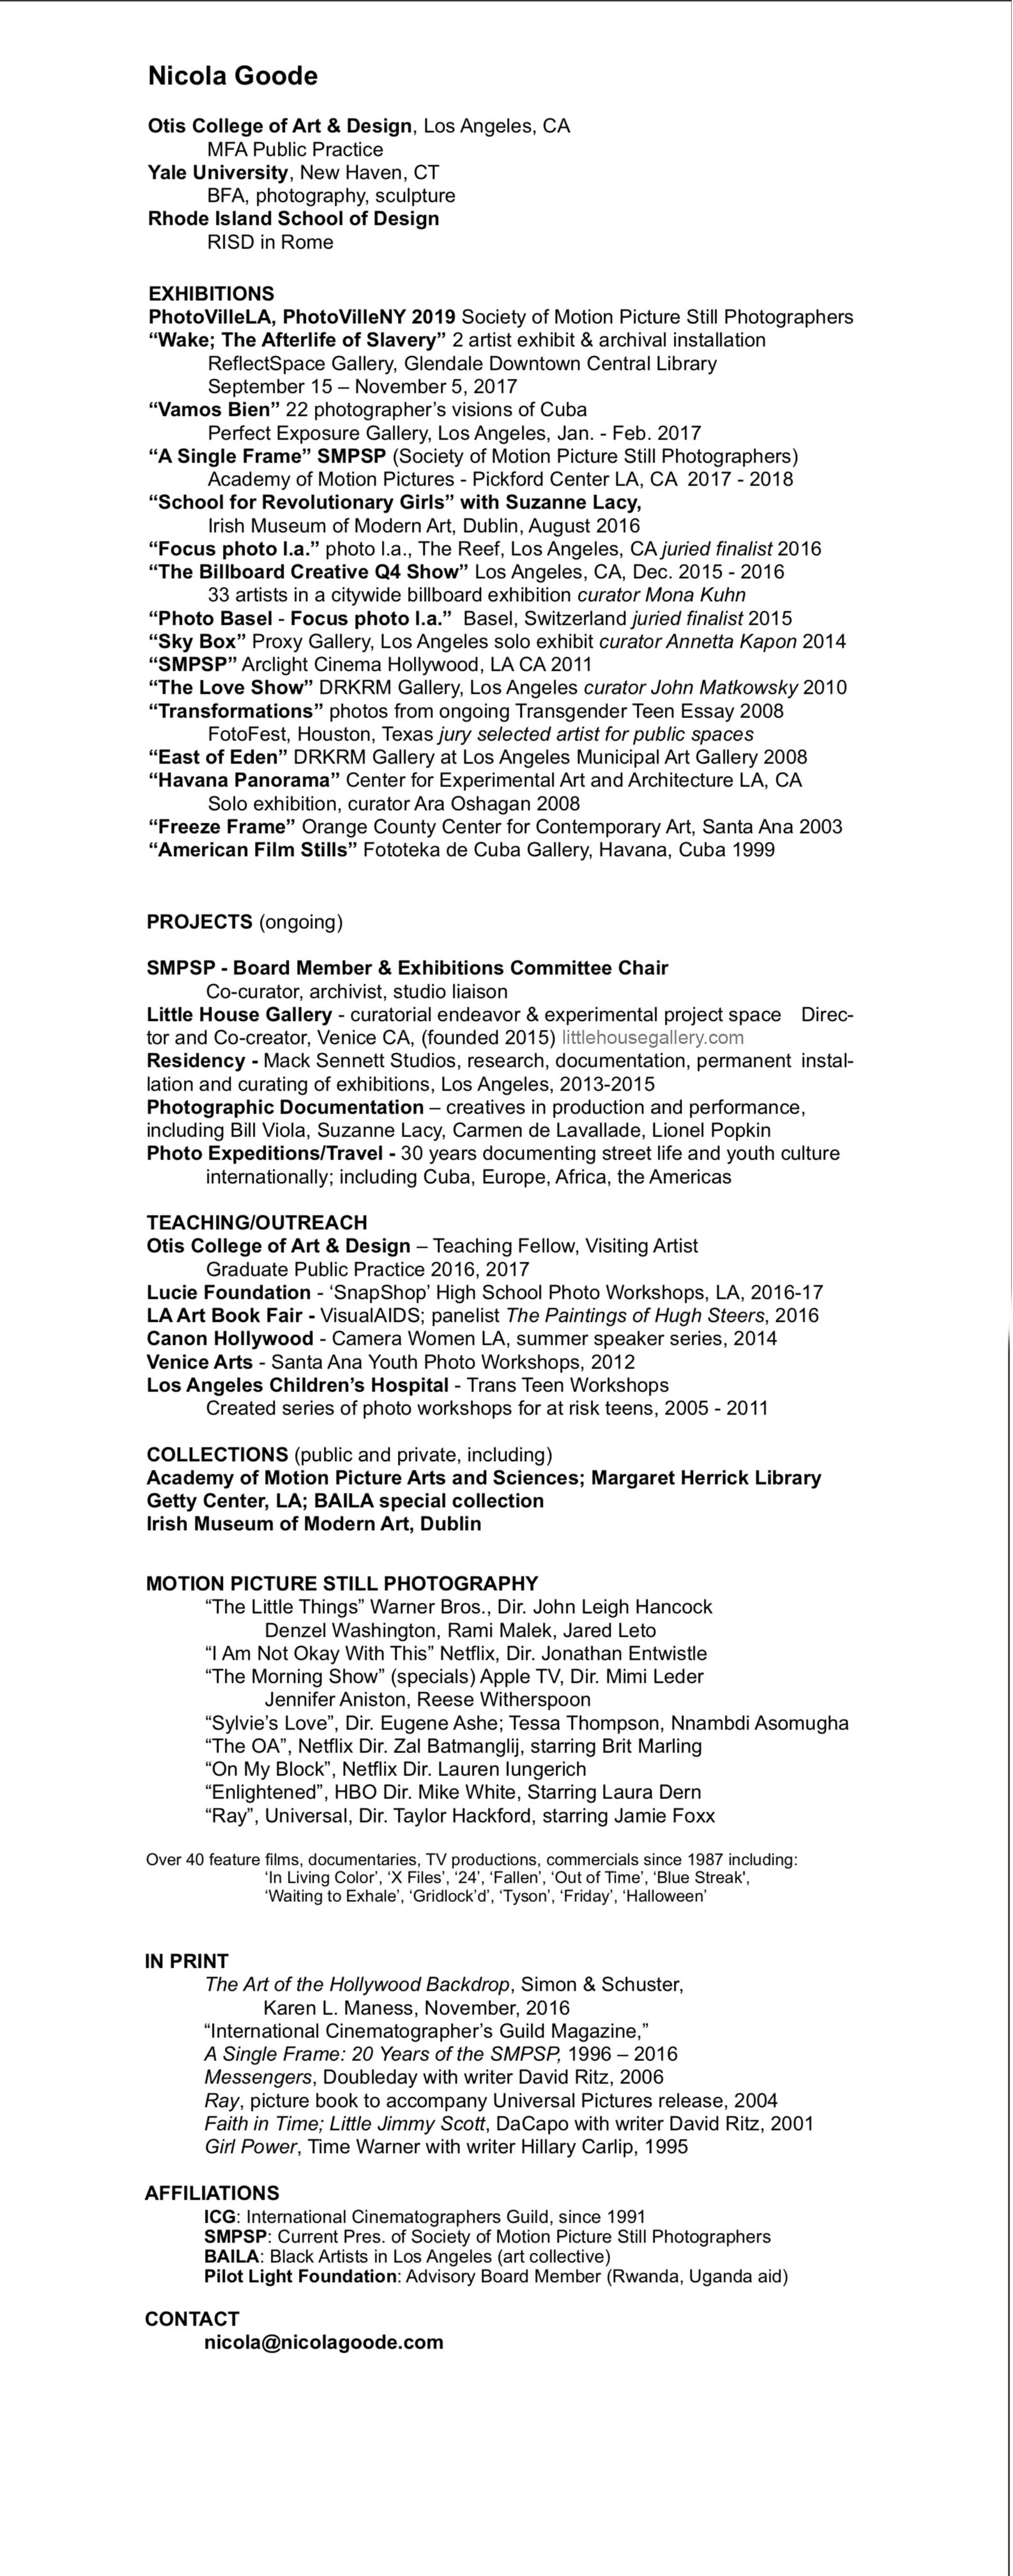 Nicola Goode
Otis College of Art & Design, Los Angeles, CA
MFA Public Practice
Yale University, New Haven, CT
BFA, photography, sculpture
Rhode Island School of Design
RISD in Rome
EXHIBITIONS
PhotoVilleLA, PhotoVilleNY 2019 Society of Motion Picture Still Photographers
“Wake; The Afterlife of Slavery” 2 artist exhibit & archival installation
ReflectSpace Gallery, Glendale Downtown Central Library
September 15 – November 5, 2017
“Vamos Bien” 22 photographer’s visions of Cuba
Perfect Exposure Gallery, Los Angeles, Jan. - Feb. 2017
“A Single Frame” SMPSP (Society of Motion Picture Still Photographers)
Academy of Motion Pictures - Pickford Center LA, CA 2017 - 2018
“School for Revolutionary Girls” with Suzanne Lacy,
Irish Museum of Modern Art, Dublin, August 2016
“Focus photo l.a.” photo l.a., The Reef, Los Angeles, CA juried finalist 2016
“The Billboard Creative Q4 Show” Los Angeles, CA, Dec. 2015 - 2016
33 artists in a citywide billboard exhibition curator Mona Kuhn
“Photo Basel - Focus photo l.a.” Basel, Switzerland juried finalist 2015
“Sky Box” Proxy Gallery, Los Angeles solo exhibit curator Annetta Kapon 2014
“SMPSP” Arclight Cinema Hollywood, LA CA 2011
“The Love Show” DRKRM Gallery, Los Angeles curator John Matkowsky 2010
“Transformations” photos from ongoing Transgender Teen Essay 2008
FotoFest, Houston, Texas jury selected artist for public spaces
“East of Eden” DRKRM Gallery at Los Angeles Municipal Art Gallery 2008
“Havana Panorama” Center for Experimental Art and Architecture LA, CA
Solo exhibition, curator Ara Oshagan 2008
“Freeze Frame” Orange County Center for Contemporary Art, Santa Ana 2003
“American Film Stills” Fototeka de Cuba Gallery, Havana, Cuba 1999
PROJECTS (ongoing)
SMPSP - Board Member & Exhibitions Committee Chair
Co-curator, archivist, studio liaison
Little House Gallery - curatorial endeavor & experimental project space Direc-
tor and Co-creator, Venice CA, (founded 2015) littlehousegallery.com
Residency - Mack Sennett Studios, research, documentation, permanent instal-
lation and curating of exhibitions, Los Angeles, 2013-2015
Photographic Documentation – creatives in production and performance,
including Bill Viola, Suzanne Lacy, Carmen de Lavallade, Lionel Popkin
Photo Expeditions/Travel - 30 years documenting street life and youth culture
internationally; including Cuba, Europe, Africa, the Americas
TEACHING/OUTREACH
Otis College of Art & Design – Teaching Fellow, Visiting Artist
Graduate Public Practice 2016, 2017
Lucie Foundation - ‘SnapShop’ High School Photo Workshops, LA, 2016-17
LA Art Book Fair - VisualAIDS; panelist The Paintings of Hugh Steers, 2016
Canon Hollywood - Camera Women LA, summer speaker series, 2014
Venice Arts - Santa Ana Youth Photo Workshops, 2012
Los Angeles Children’s Hospital - Trans Teen Workshops
Created series of photo workshops for at risk teens, 2005 - 2011
COLLECTIONS (public and private, including)
Academy of Motion Picture Arts and Sciences; Margaret Herrick Library
Getty Center, LA; BAILA special collection
Irish Museum of Modern Art, Dublin
MOTION PICTURE STILL PHOTOGRAPHY
“The Little Things” Warner Bros., Dir. John Leigh Hancock
Denzel Washington, Rami Malek, Jared Leto
“I Am Not Okay With This” Netflix, Dir. Jonathan Entwistle
“The Morning Show” (specials) Apple TV, Dir. Mimi Leder
Jennifer Aniston, Reese Witherspoon
“Sylvie’s Love”, Dir. Eugene Ashe; Tessa Thompson, Nnambdi Asomugha
“The OA”, Netflix Dir. Zal Batmanglij, starring Brit Marling
“On My Block”, Netflix Dir. Lauren Iungerich
“Enlightened”, HBO Dir. Mike White, Starring Laura Dern
“Ray”, Universal, Dir. Taylor Hackford, starring Jamie Foxx
Over 40 feature films, documentaries, TV productions, commercials since 1987 including:
‘In Living Color’, ‘X Files’, ‘24’, ‘Fallen’, ‘Out of Time’, ‘Blue Streak',
‘Waiting to Exhale’, ‘Gridlock’d’, ‘Tyson’, ‘Friday’, ‘Halloween’
IN PRINT
The Art of the Hollywood Backdrop, Simon & Schuster,
Karen L. Maness, November, 2016
“International Cinematographer’s Guild Magazine,”
A Single Frame: 20 Years of the SMPSP, 1996 – 2016
Messengers, Doubleday with writer David Ritz, 2006
Ray, picture book to accompany Universal Pictures release, 2004
Faith in Time; Little Jimmy Scott, DaCapo with writer David Ritz, 2001
Girl Power, Time Warner with writer Hillary Carlip, 1995
AFFILIATIONS
ICG: International Cinematographers Guild, since 1991
SMPSP: Current Pres. of Society of Motion Picture Still Photographers
BAILA: Black Artists in Los Angeles (art collective)
Pilot Light Foundation: Advisory Board Member (Rwanda, Uganda aid)
CONTACT
nicola@nicolagoode.com